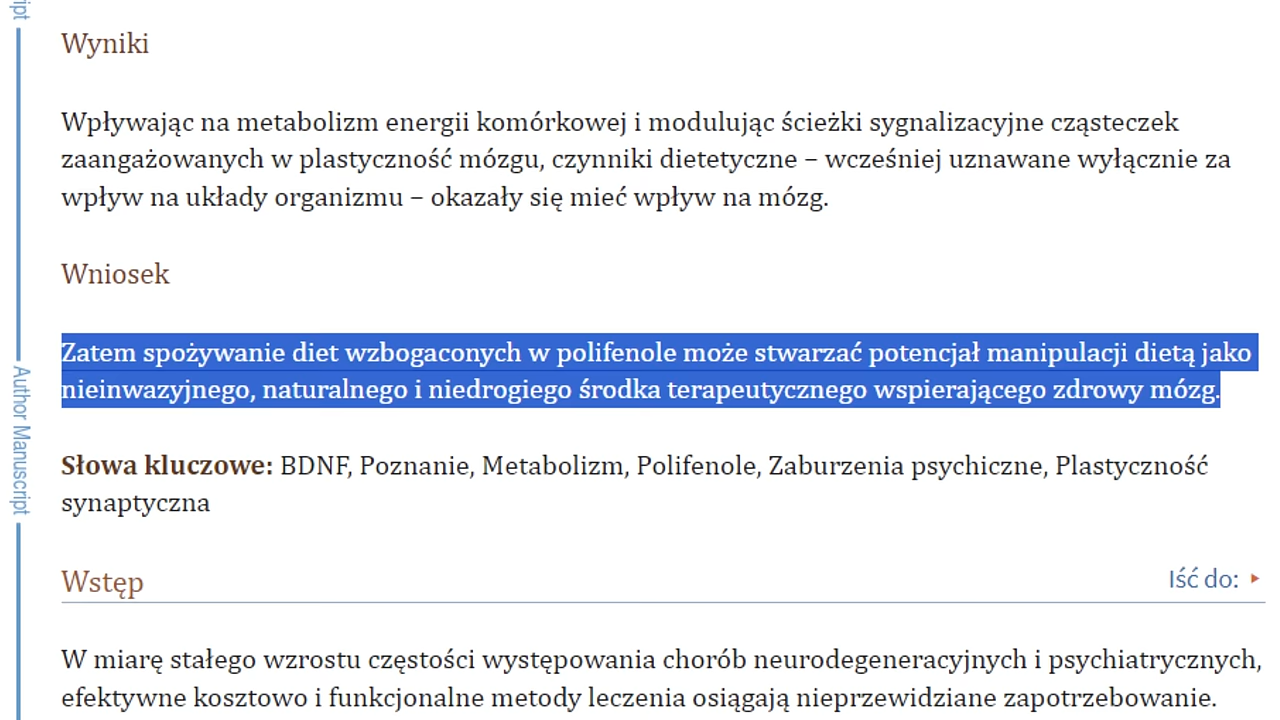 ipt
Wyniki
Wpływając na metabolizm energii komórkowej i modulując ścieżki sygnalizacyjne cząsteczek
zaangażowanych w plastyczność mózgu, czynniki dietetyczne – wcześniej uznawane wyłącznie za
wpływ na układy organizmu – okazały się mieć wpływ na mózg.
Wniosek
Zatem spożywanie diet wzbogaconych w polifenole może stwarzać potencjał manipulacji dietą jako
nieinwazyjnego, naturalnego i niedrogiego środka terapeutycznego wspierającego zdrowy mózg.
Author Manuscript
Słowa kluczowe: BDNF, Poznanie, Metabolizm, Polifenole, Zaburzenia psychiczne, Plastyczność
synaptyczna
Wstęp
Iść do:
W miarę stałego wzrostu częstości występowania chorób neurodegeneracyjnych i psychiatrycznych,
efektywne kosztowo i funkcjonalne metody leczenia osiągają nieprzewidziane zapotrzebowanie.